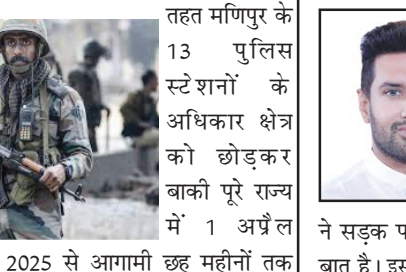 तहत मणिपुर के
13 पुलिस
स्टेशनों के
अधिकार क्षेत्र
को छोड़कर
बाकी पूरे राज्य
में 1 अप्रैल
2025 से आगामी छह महीनों तक
ने सड़क प
बात है। इस